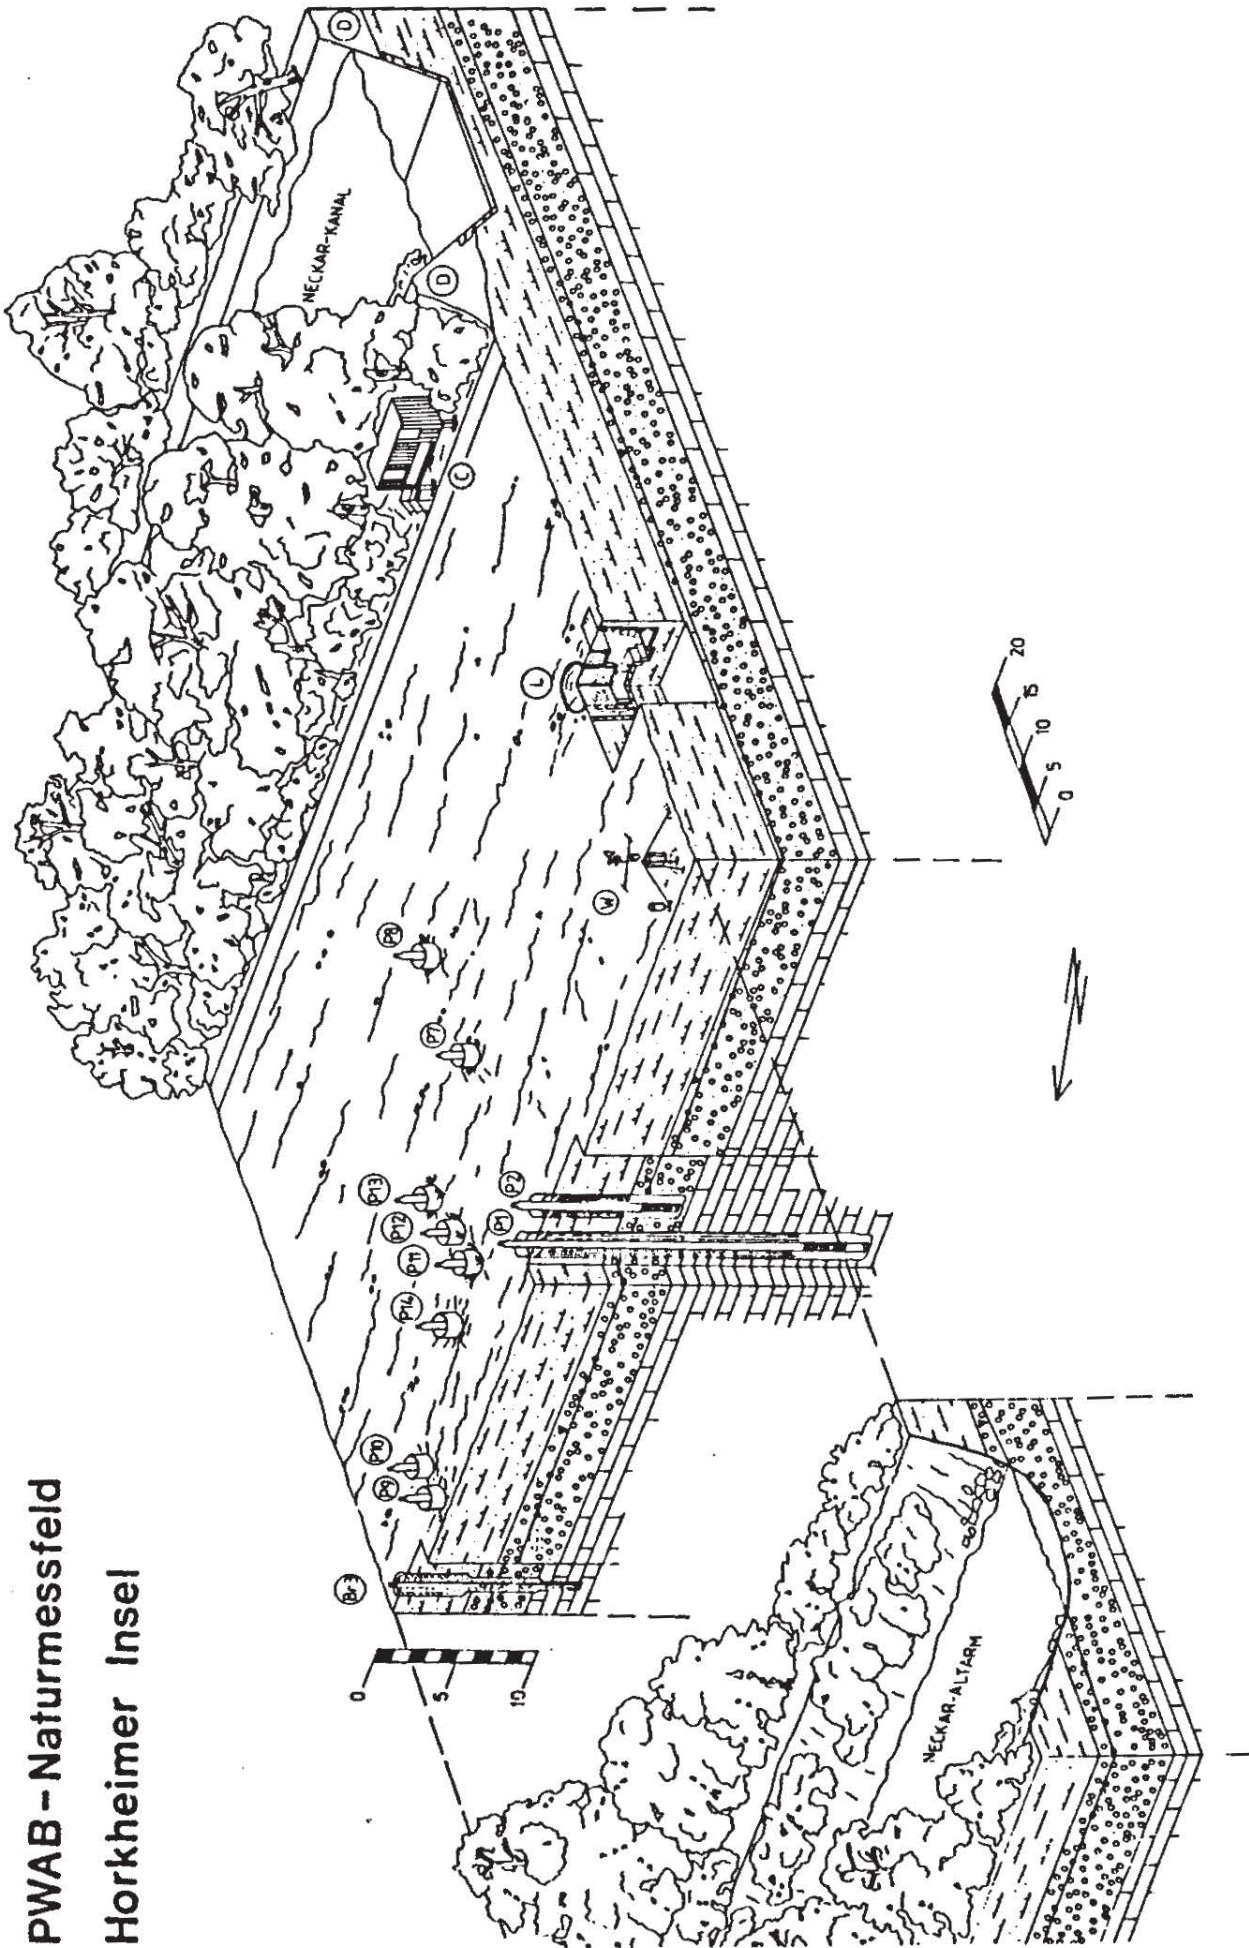 PWAB – Naturmessfeld
Horkheimer Insel
D
NECKAR-KANAL
D
C
L
W
P8
P7
P13
P12
P11
P14
P2
P1
P10
P9
Br3
0
5
10
NECKAR-ALTARM
0
5
10
15
20
N